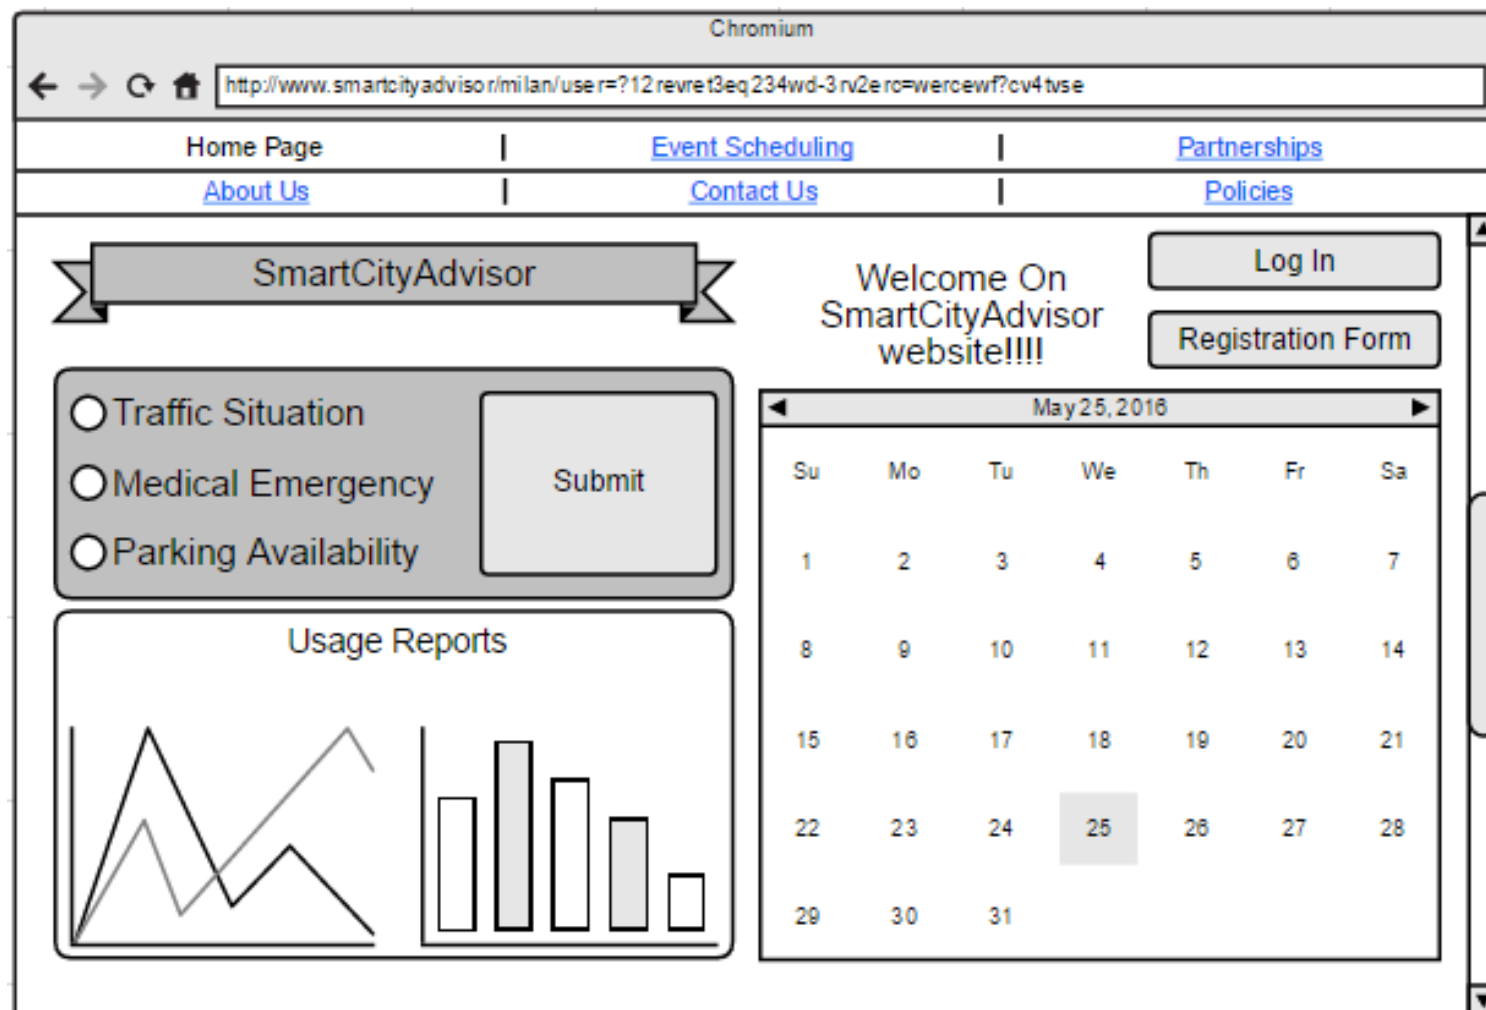 Chromium
http://www.smartcityadvisor/milan/user=?12revret3eq234wd-3rv2erc=wercewf?cv4tvse
Home Page | Event Scheduling | Partnerships
About Us | Contact Us | Policies
SmartCityAdvisor
Welcome On
SmartCityAdvisor
website!!!!
Log In
Registration Form
Traffic Situation
Medical Emergency
Parking Availability
Submit
Usage Reports
May 25, 2016
Su Mo Tu We Th Fr Sa
1 2 3 4 5 6 7
8 9 10 11 12 13 14
15 16 17 18 19 20 21
22 23 24 25 26 27 28
29 30 31